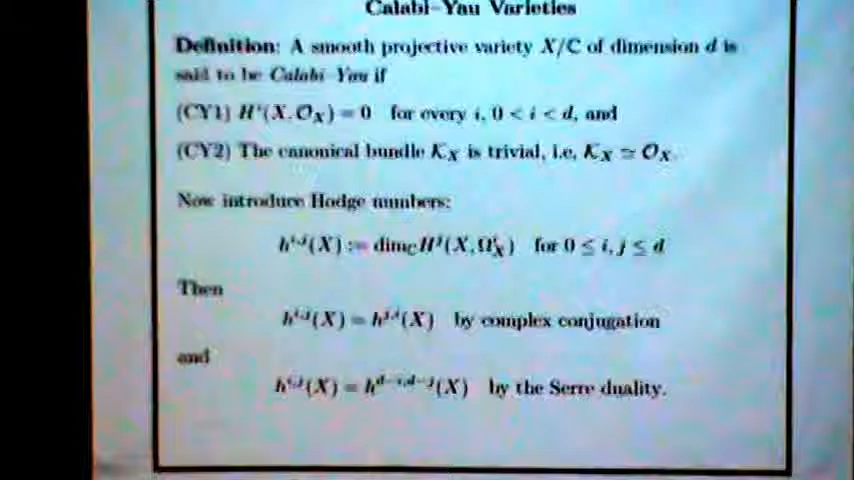 Calabi-Yau Varieties
Definition: A smooth projective variety X/C of dimension d is
said to be Calabi-Yau if
(CY1) Hⁱ(X, O_X) = 0 for every i, 0 < i < d, and
(CY2) The canonical bundle K_X is trivial, i.e, K_X ≃ O_X.
Now introduce Hodge numbers:
h^{i,j}(X) := dim_C H^j(X, Ω^i_X) for 0 ≤ i, j ≤ d
Then
h^{i,j}(X) = h^{j,i}(X) by complex conjugation
and
h^{i,j}(X) = h^{d-i,d-j}(X) by the Serre duality.